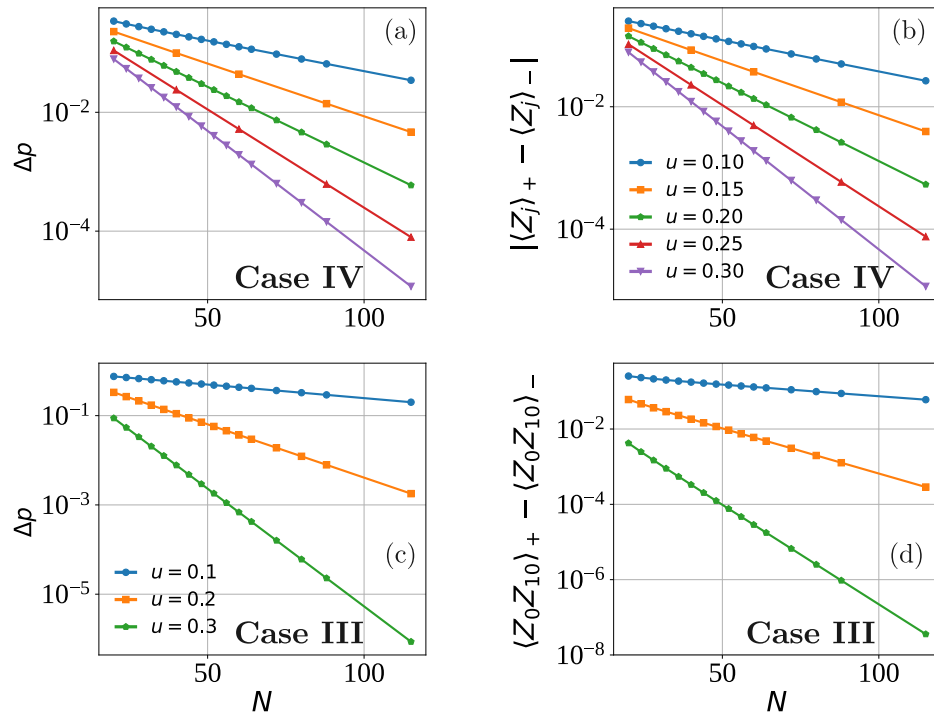 (a)
Δp
10⁻²
10⁻⁴
Case IV
50
100
(b)
|⟨Z_j⟩₊ − ⟨Z_j⟩₋|
10⁻²
10⁻⁴
u = 0.10
u = 0.15
u = 0.20
u = 0.25
u = 0.30
Case IV
50
100
Δp
10⁻¹
10⁻³
10⁻⁵
(c)
u = 0.1
u = 0.2
u = 0.3
Case III
50
100
N
⟨Z₀Z₁₀⟩₊ − ⟨Z₀Z₁₀⟩₋
10⁻²
10⁻⁴
10⁻⁶
10⁻⁸
(d)
Case III
50
100
N